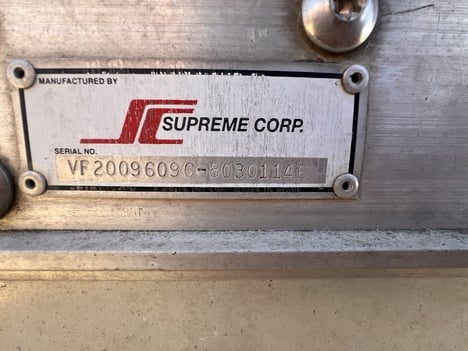 MANUFACTURED BY
SUPREME CORP.
SERIAL NO.
VF20096096-80301146